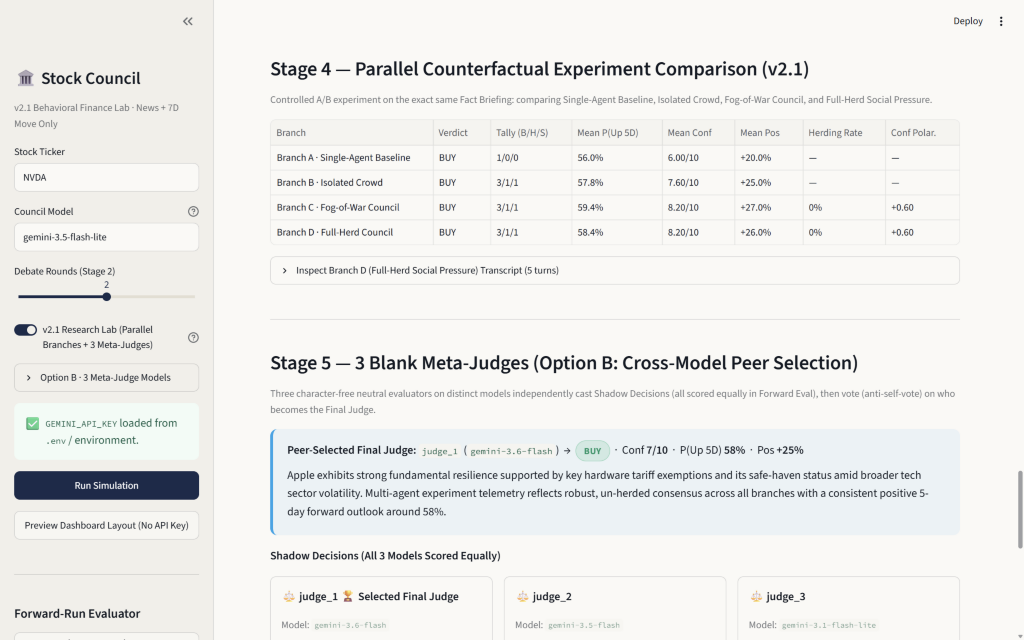 Deploy
Stock Council
v2.1 Behavioral Finance Lab · News + 7D
Move Only
Stock Ticker
NVDA
Council Model
gemini-3.5-flash-lite
Debate Rounds (Stage 2)
2
v2.1 Research Lab (Parallel
Branches + 3 Meta-Judges)
Option B · 3 Meta-Judge Models
GEMINI_API_KEY loaded from
.env / environment.
Run Simulation
Preview Dashboard Layout (No API Key)
Forward-Run Evaluator
Stage 4 — Parallel Counterfactual Experiment Comparison (v2.1)
Controlled A/B experiment on the exact same Fact Briefing: comparing Single-Agent Baseline, Isolated Crowd, Fog-of-War Council, and Full-Herd Social Pressure.
Branch Verdict Tally (B/H/S) Mean P(Up 5D) Mean Conf Mean Pos Herding Rate Conf Polar.
Branch A · Single-Agent Baseline BUY 1/0/0 56.0% 6.00/10 +20.0% — —
Branch B · Isolated Crowd BUY 3/1/1 57.8% 7.60/10 +25.0% — —
Branch C · Fog-of-War Council BUY 3/1/1 59.4% 8.20/10 +27.0% 0% +0.60
Branch D · Full-Herd Council BUY 3/1/1 58.4% 8.20/10 +26.0% 0% +0.60
Inspect Branch D (Full-Herd Social Pressure) Transcript (5 turns)
Stage 5 — 3 Blank Meta-Judges (Option B: Cross-Model Peer Selection)
Three character-free neutral evaluators on distinct models independently cast Shadow Decisions (all scored equally in Forward Eval), then vote (anti-self-vote) on who
becomes the Final Judge.
Peer-Selected Final Judge: judge_1 (gemini-3.6-flash) → BUY · Conf 7/10 · P(Up 5D) 58% · Pos +25%
Apple exhibits strong fundamental resilience supported by key hardware tariff exemptions and its safe-haven status amid broader tech
sector volatility. Multi-agent experiment telemetry reflects robust, un-herded consensus across all branches with a consistent positive 5-
day forward outlook around 58%.
Shadow Decisions (All 3 Models Scored Equally)
judge_1 Selected Final Judge
Model: gemini-3.6-flash
judge_2
Model: gemini-3.5-flash
judge_3
Model: gemini-3.1-flash-lite